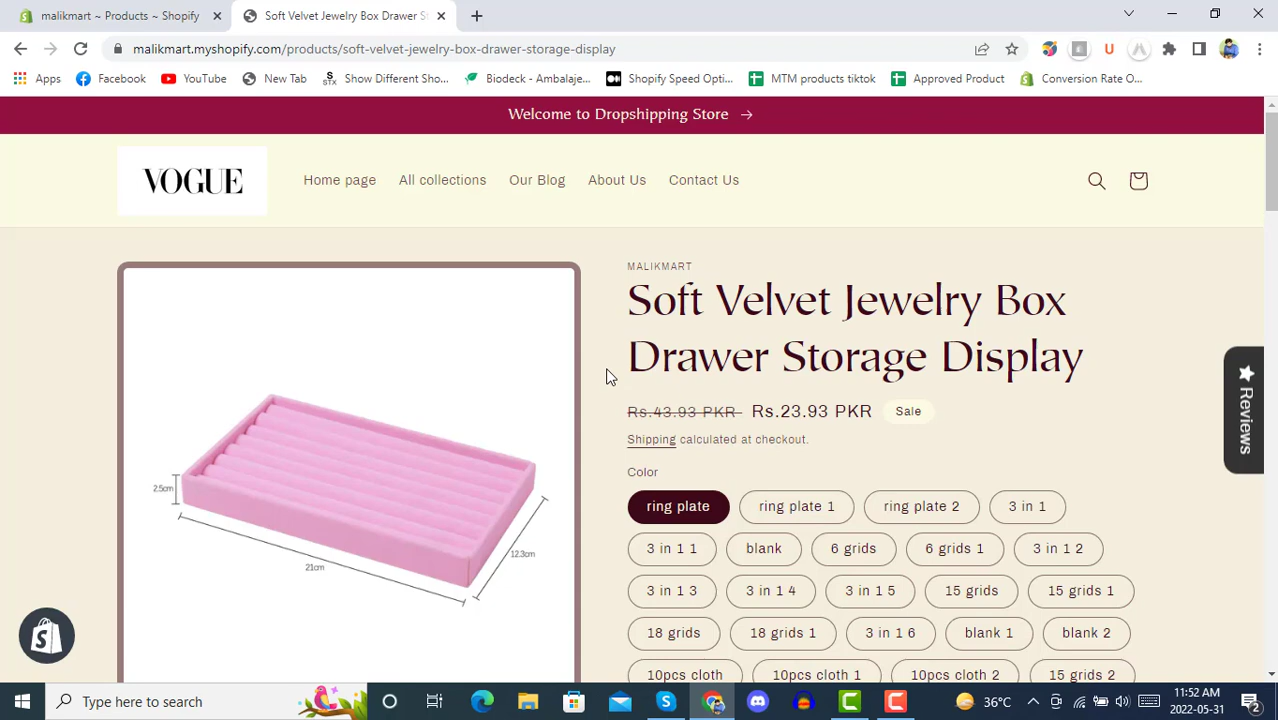 malikmart ~ Products ~ Shopify
Soft Velvet Jewelry Box Drawer St
malikmart.myshopify.com/products/soft-velvet-jewelry-box-drawer-storage-display
Apps
Facebook
YouTube
New Tab
STX
Show Different Sho...
Biodeck - Ambalaje...
Shopify Speed Opti...
MTM products tiktok
Approved Product
Conversion Rate O...
Welcome to Dropshipping Store →
VOGUE
Home page
All collections
Our Blog
About Us
Contact Us
MALIKMART
Soft Velvet Jewelry Box
Drawer Storage Display
Rs.43.93 PKR Rs.23.93 PKR Sale
Shipping calculated at checkout.
Color
ring plate
ring plate 1
ring plate 2
3 in 1
3 in 1 1
blank
6 grids
6 grids 1
3 in 1 2
3 in 1 3
3 in 1 4
3 in 1 5
15 grids
15 grids 1
18 grids
18 grids 1
3 in 1 6
blank 1
blank 2
10pcs cloth
10pcs cloth 1
10pcs cloth 2
15 grids 2
2.5cm
21cm
12.3cm
Reviews
Type here to search
36°C
11:52 AM
2022-05-31
2